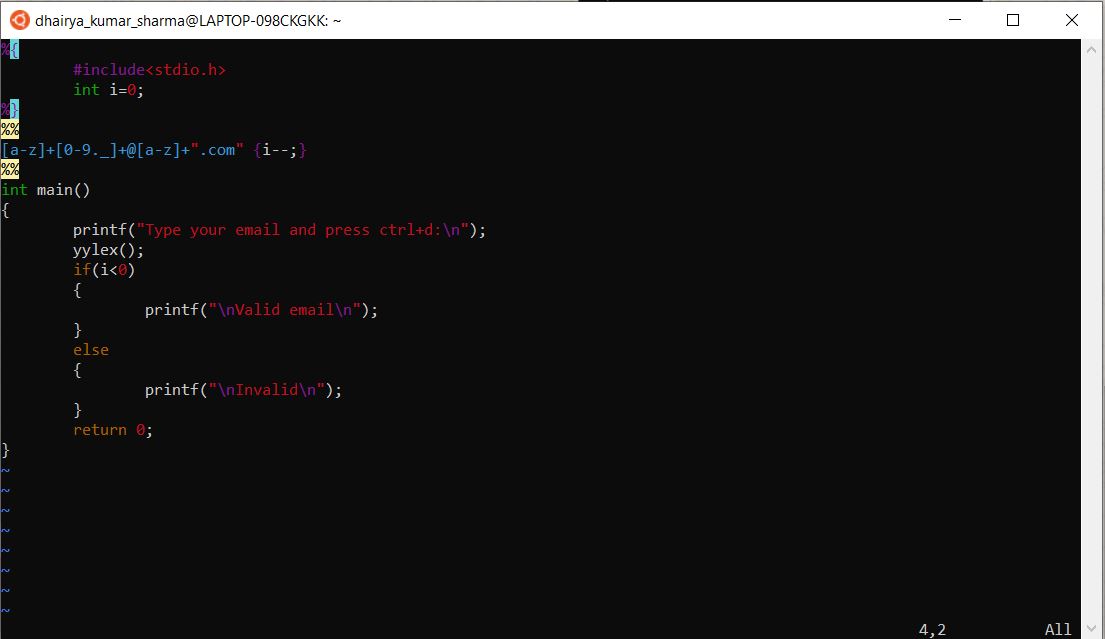 dhairya_kumar_sharma@LAPTOP-098CKGKK: ~
%{
        #include<stdio.h>
        int i=0;
%}
%%
[a-z]+[0-9._]+@[a-z]+".com" {i--;}
%%
int main()
{
        printf("Type your email and press ctrl+d:\n");
        yylex();
        if(i<0)
        {
                printf("\nValid email\n");
        }
        else
        {
                printf("\nInvalid\n");
        }
        return 0;
}
~
~
~
~
~
~
~
~
4,2 All